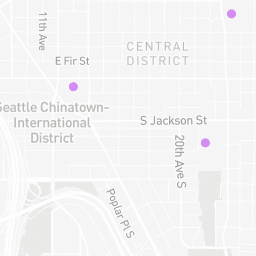 11th Ave
CENTRAL
DISTRICT
E Fir St
Seattle Chinatown-
International
District
S Jackson St
20th Ave S
Poplar Pl S